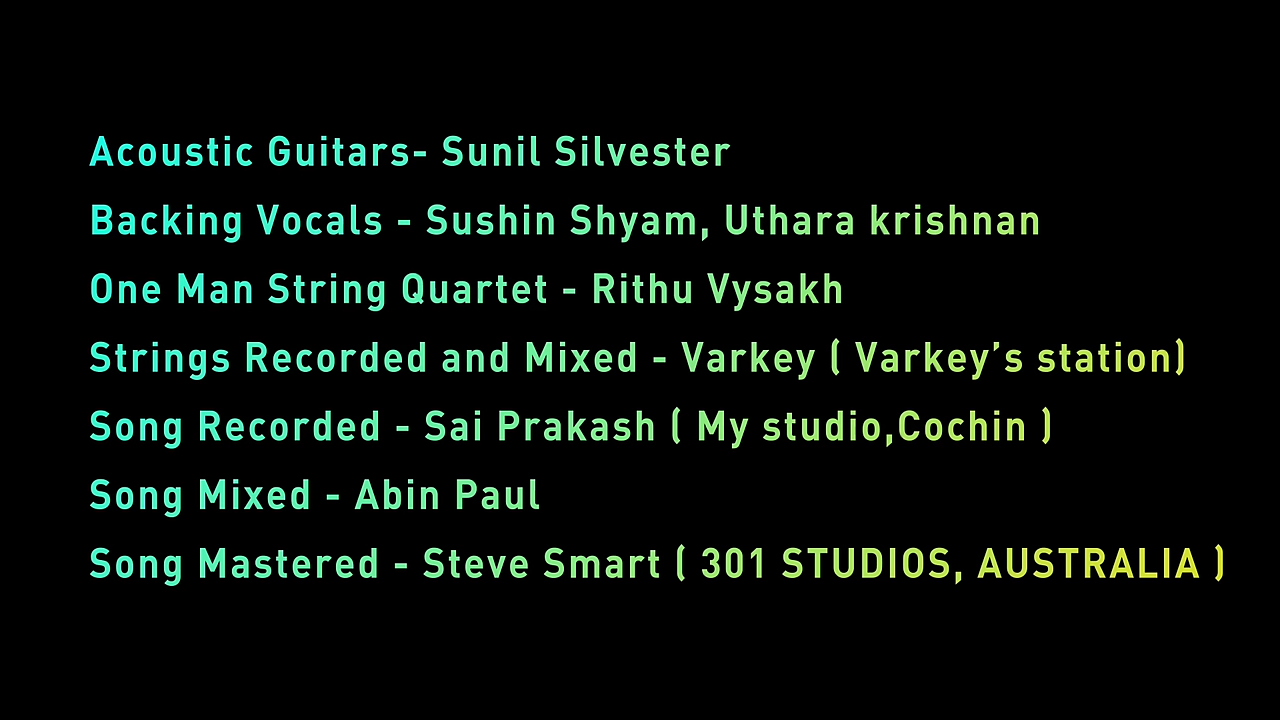 Acoustic Guitars- Sunil Silvester
Backing Vocals - Sushin Shyam, Uthara krishnan
One Man String Quartet - Rithu Vysakh
Strings Recorded and Mixed - Varkey ( Varkey’s station)
Song Recorded - Sai Prakash ( My studio,Cochin )
Song Mixed - Abin Paul
Song Mastered - Steve Smart ( 301 STUDIOS, AUSTRALIA )